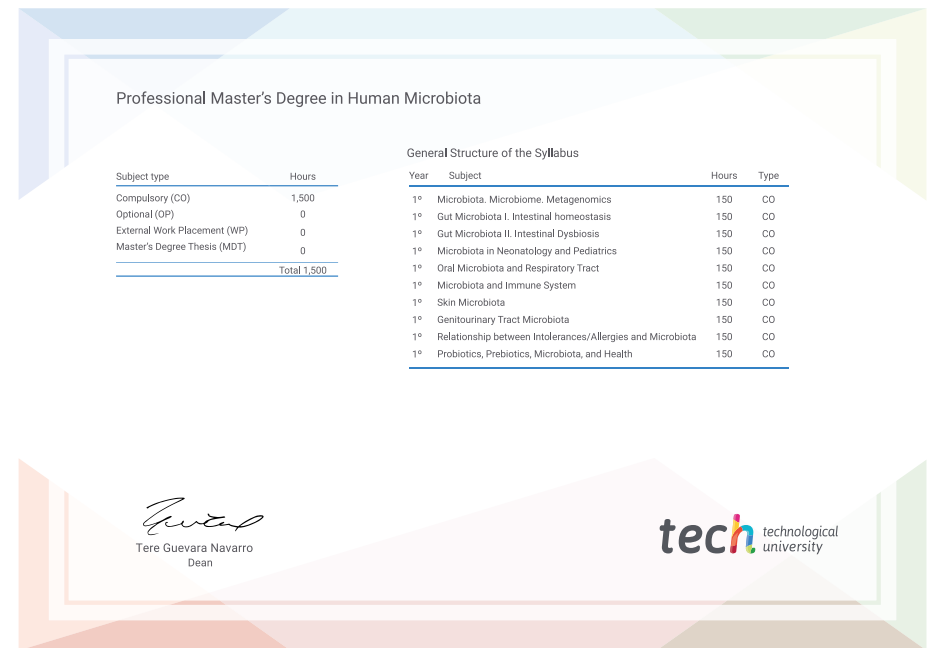 Professional Master's Degree in Human Microbiota
Subject type Hours
Compulsory (CO) 1,500
Optional (OP) 0
External Work Placement (WP) 0
Master's Degree Thesis (MDT) 0
Total 1,500
General Structure of the Syllabus
Year Subject Hours Type
1º Microbiota. Microbiome. Metagenomics 150 CO
1º Gut Microbiota I. Intestinal homeostasis 150 CO
1º Gut Microbiota II. Intestinal Dysbiosis 150 CO
1º Microbiota in Neonatology and Pediatrics 150 CO
1º Oral Microbiota and Respiratory Tract 150 CO
1º Microbiota and Immune System 150 CO
1º Skin Microbiota 150 CO
1º Genitourinary Tract Microbiota 150 CO
1º Relationship between Intolerances/Allergies and Microbiota 150 CO
1º Probiotics, Prebiotics, Microbiota, and Health 150 CO
Tere Guevara Navarro
Dean
tech technological
university